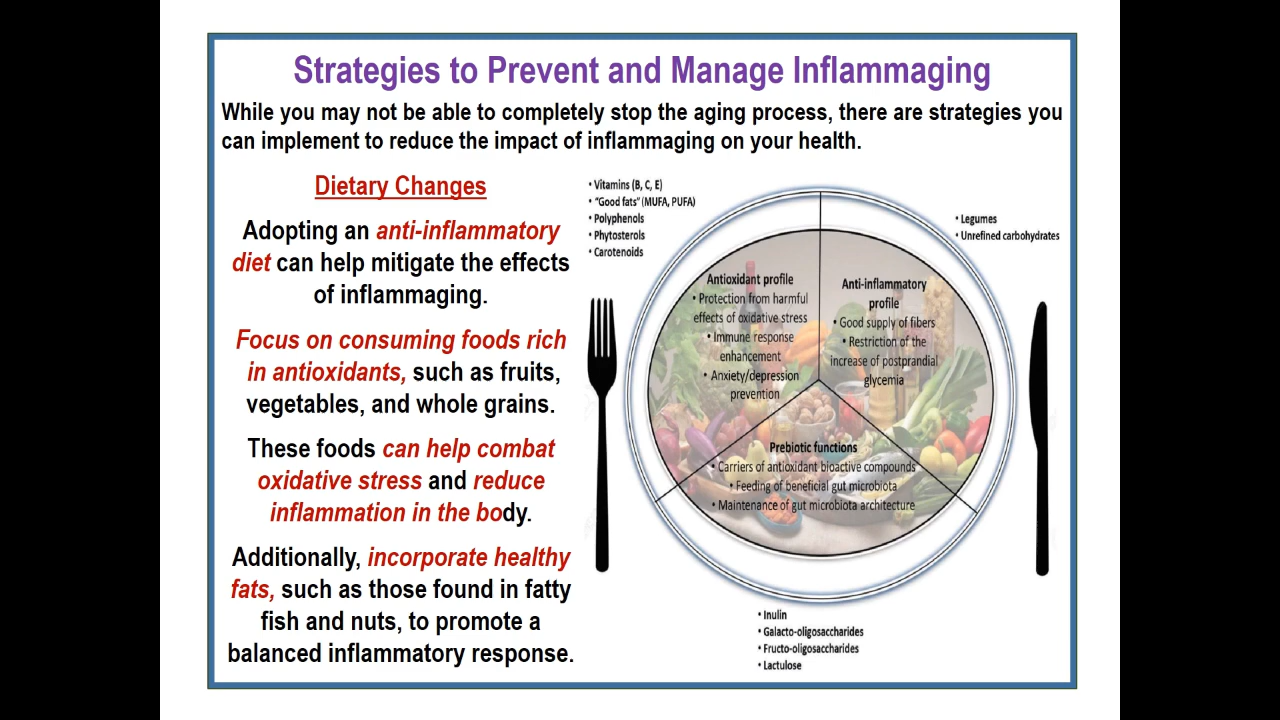 Strategies to Prevent and Manage Inflammaging
While you may not be able to completely stop the aging process, there are strategies you
can implement to reduce the impact of inflammaging on your health.
Dietary Changes
Adopting an anti-inflammatory
diet can help mitigate the effects
of inflammaging.
Focus on consuming foods rich
in antioxidants, such as fruits,
vegetables, and whole grains.
These foods can help combat
oxidative stress and reduce
inflammation in the body.
Additionally, incorporate healthy
fats, such as those found in fatty
fish and nuts, to promote a
balanced inflammatory response.
• Vitamins (B, C, E)
• "Good fats" (MUFA, PUFA)
• Polyphenols
• Phytosterols
• Carotenoids
• Legumes
• Unrefined carbohydrates
Antioxidant profile
• Protection from harmful
effects of oxidative stress
• Immune response
enhancement
• Anxiety/depression
prevention
Anti-inflammatory
profile
• Good supply of fibers
• Restriction of the
increase of postprandial
glycemia
Prebiotic functions
• Carriers of antioxidant bioactive compounds
• Feeding of beneficial gut microbiota
• Maintenance of gut microbiota architecture
• Inulin
• Galacto-oligosaccharides
• Fructo-oligosaccharides
• Lactulose